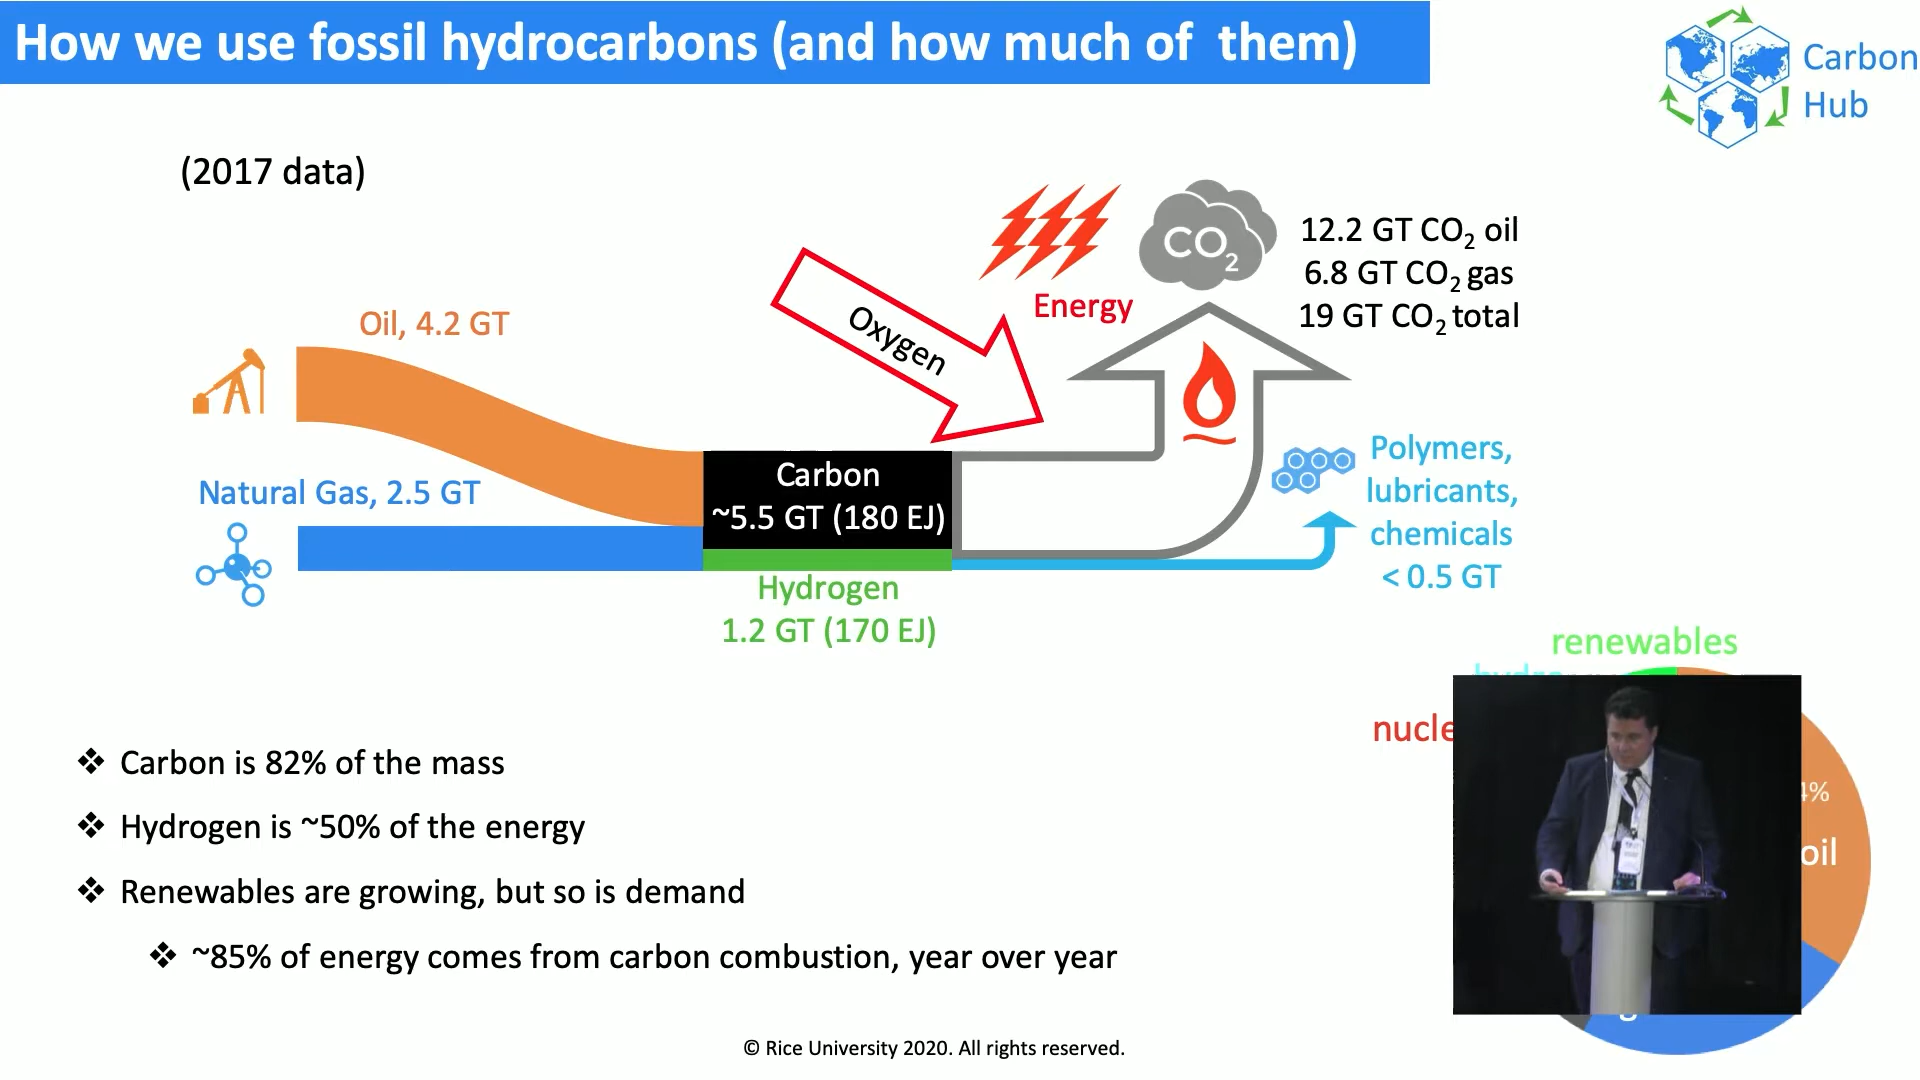 How we use fossil hydrocarbons (and how much of them)
Carbon
Hub
(2017 data)
12.2 GT CO₂ oil
6.8 GT CO₂ gas
19 GT CO₂ total
CO₂
Energy
Oxygen
Oil, 4.2 GT
Natural Gas, 2.5 GT
Carbon
~5.5 GT (180 EJ)
Hydrogen
1.2 GT (170 EJ)
Polymers,
lubricants,
chemicals
< 0.5 GT
renewables
oil
❖ Carbon is 82% of the mass
❖ Hydrogen is ~50% of the energy
❖ Renewables are growing, but so is demand
❖ ~85% of energy comes from carbon combustion, year over year
© Rice University 2020. All rights reserved.